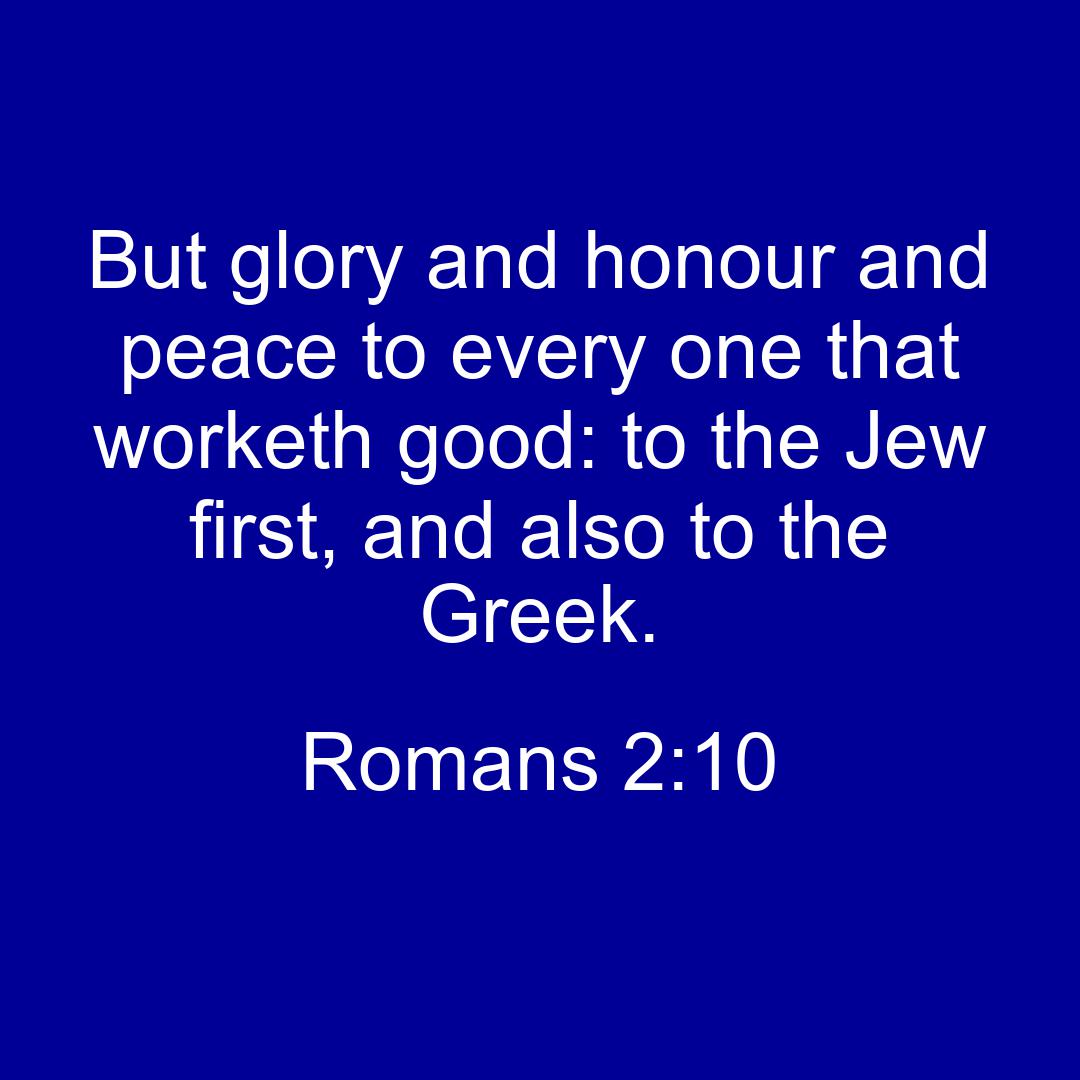 But glory and honour and
peace to every one that
worketh good: to the Jew
first, and also to the
Greek.
Romans 2:10